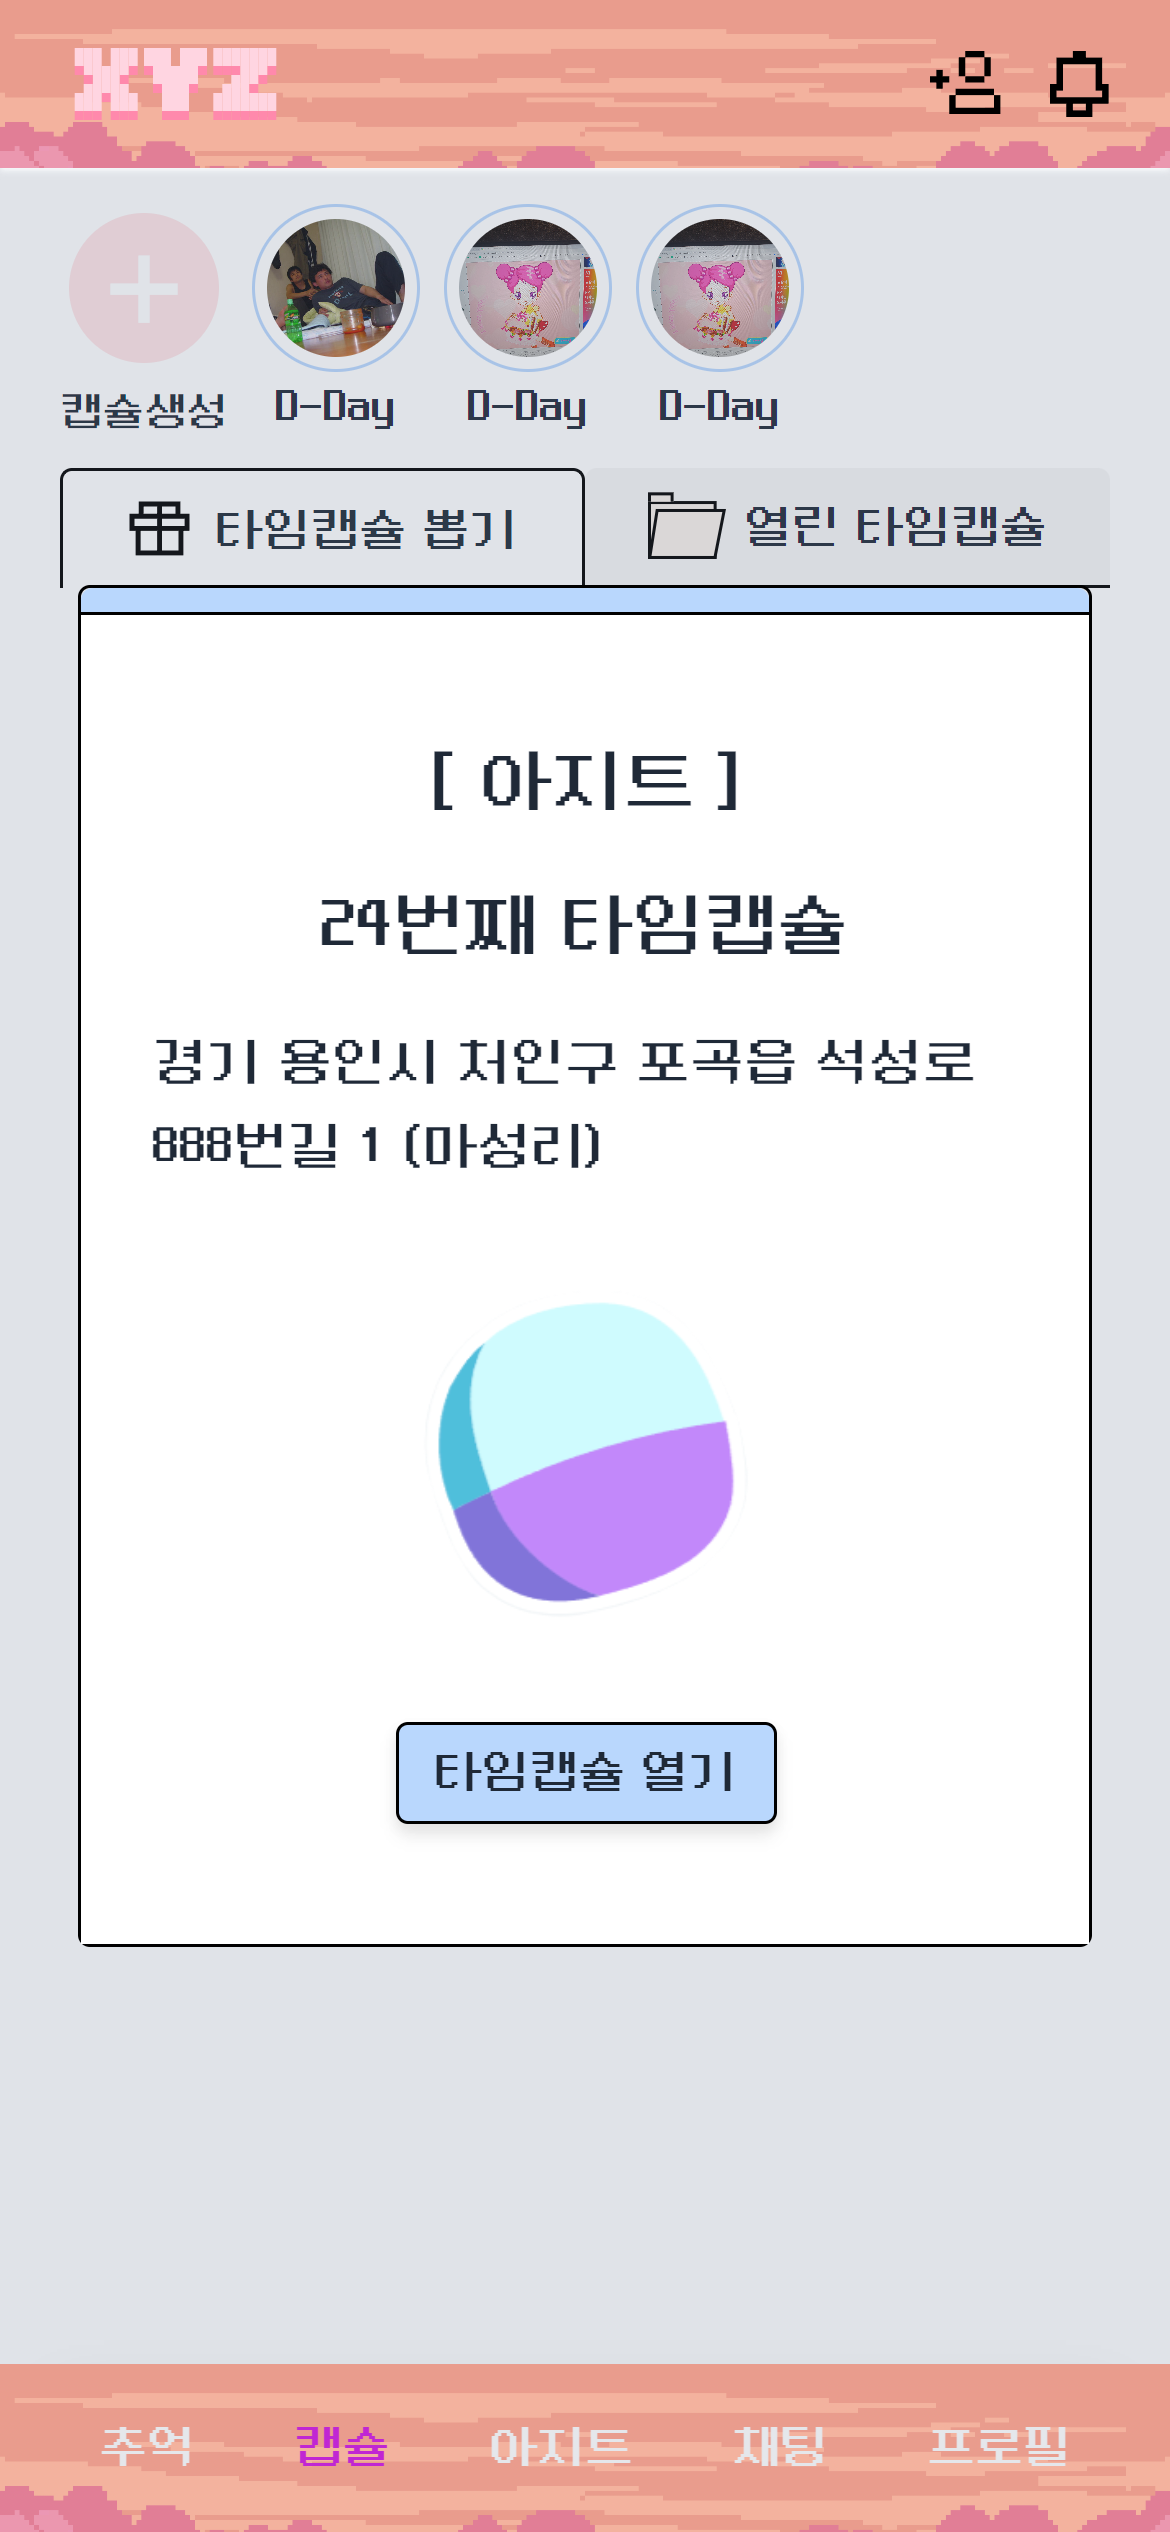 XYZ
캡슐생성
D-Day
D-Day
D-Day
타임캡슐 뽑기
열린 타임캡슐
[ 아지트 ]
24번째 타임캡슐
경기 용인시 처인구 포곡읍 석성로
888번길 1 (마성리)
타임캡슐 열기
추억
캡슐
아지트
채팅
프로필